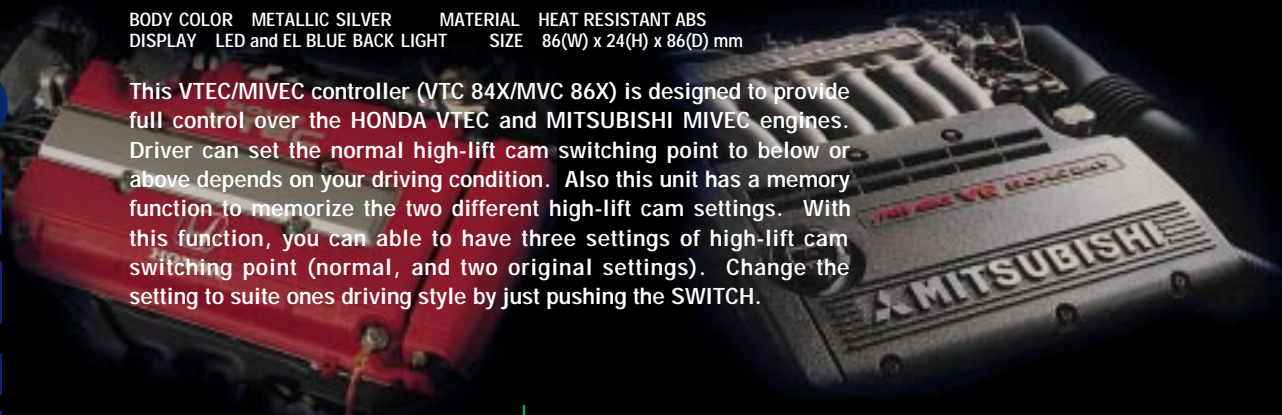 BODY COLOR METALLIC SILVER MATERIAL HEAT RESISTANT ABS
DISPLAY LED and EL BLUE BACK LIGHT SIZE 86(W) x 24(H) x 86(D) mm
This VTEC/MIVEC controller (VTC 84X/MVC 86X) is designed to provide
full control over the HONDA VTEC and MITSUBISHI MIVEC engines.
Driver can set the normal high-lift cam switching point to below or
above depends on your driving condition. Also this unit has a memory
function to memorize the two different high-lift cam settings. With
this function, you can able to have three settings of high-lift cam
switching point (normal, and two original settings). Change the
setting to suite ones driving style by just pushing the SWITCH.
HONDA
V6
MITSUBISHI